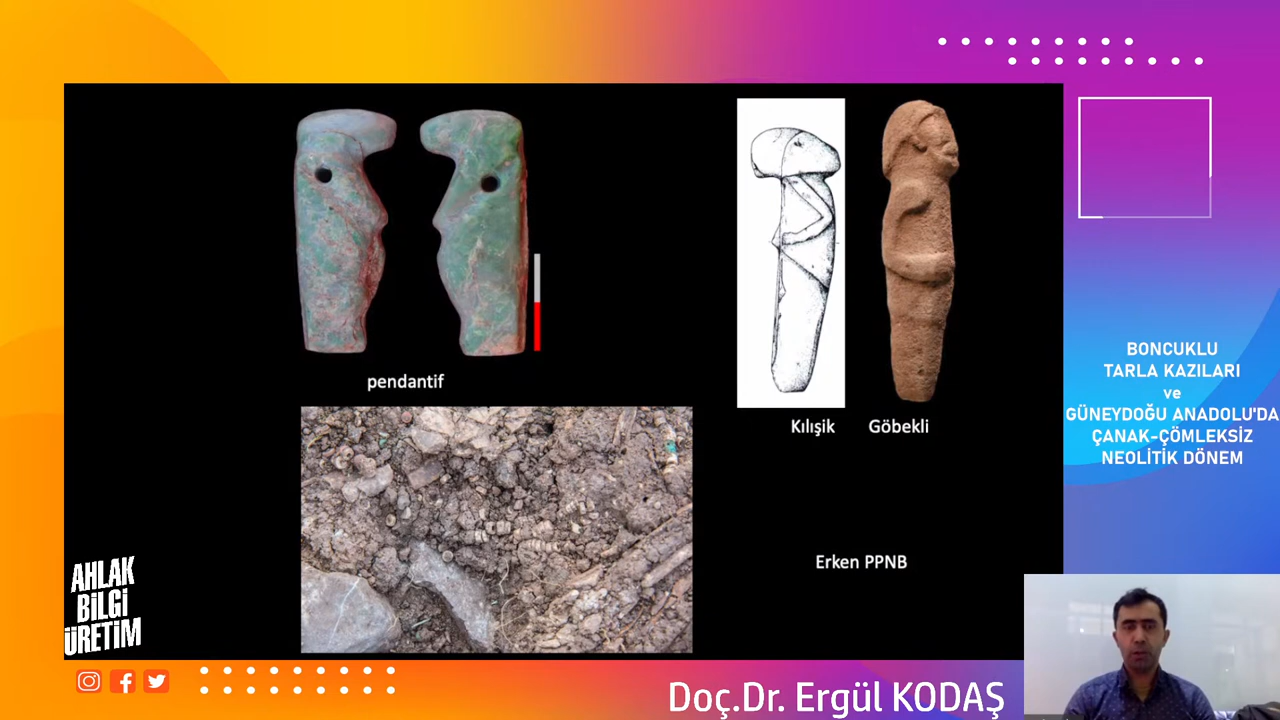 pendantif
Kılışik
Göbekli
Erken PPNB
BONCUKLU
TARLA KAZILARI
ve
GÜNEYDOĞU ANADOLU'DA
ÇANAK-ÇÖMLEKSİZ
NEOLİTİK DÖNEM
AHLAK
BİLGİ
ÜRETİM
Doç.Dr. Ergül KODAŞ